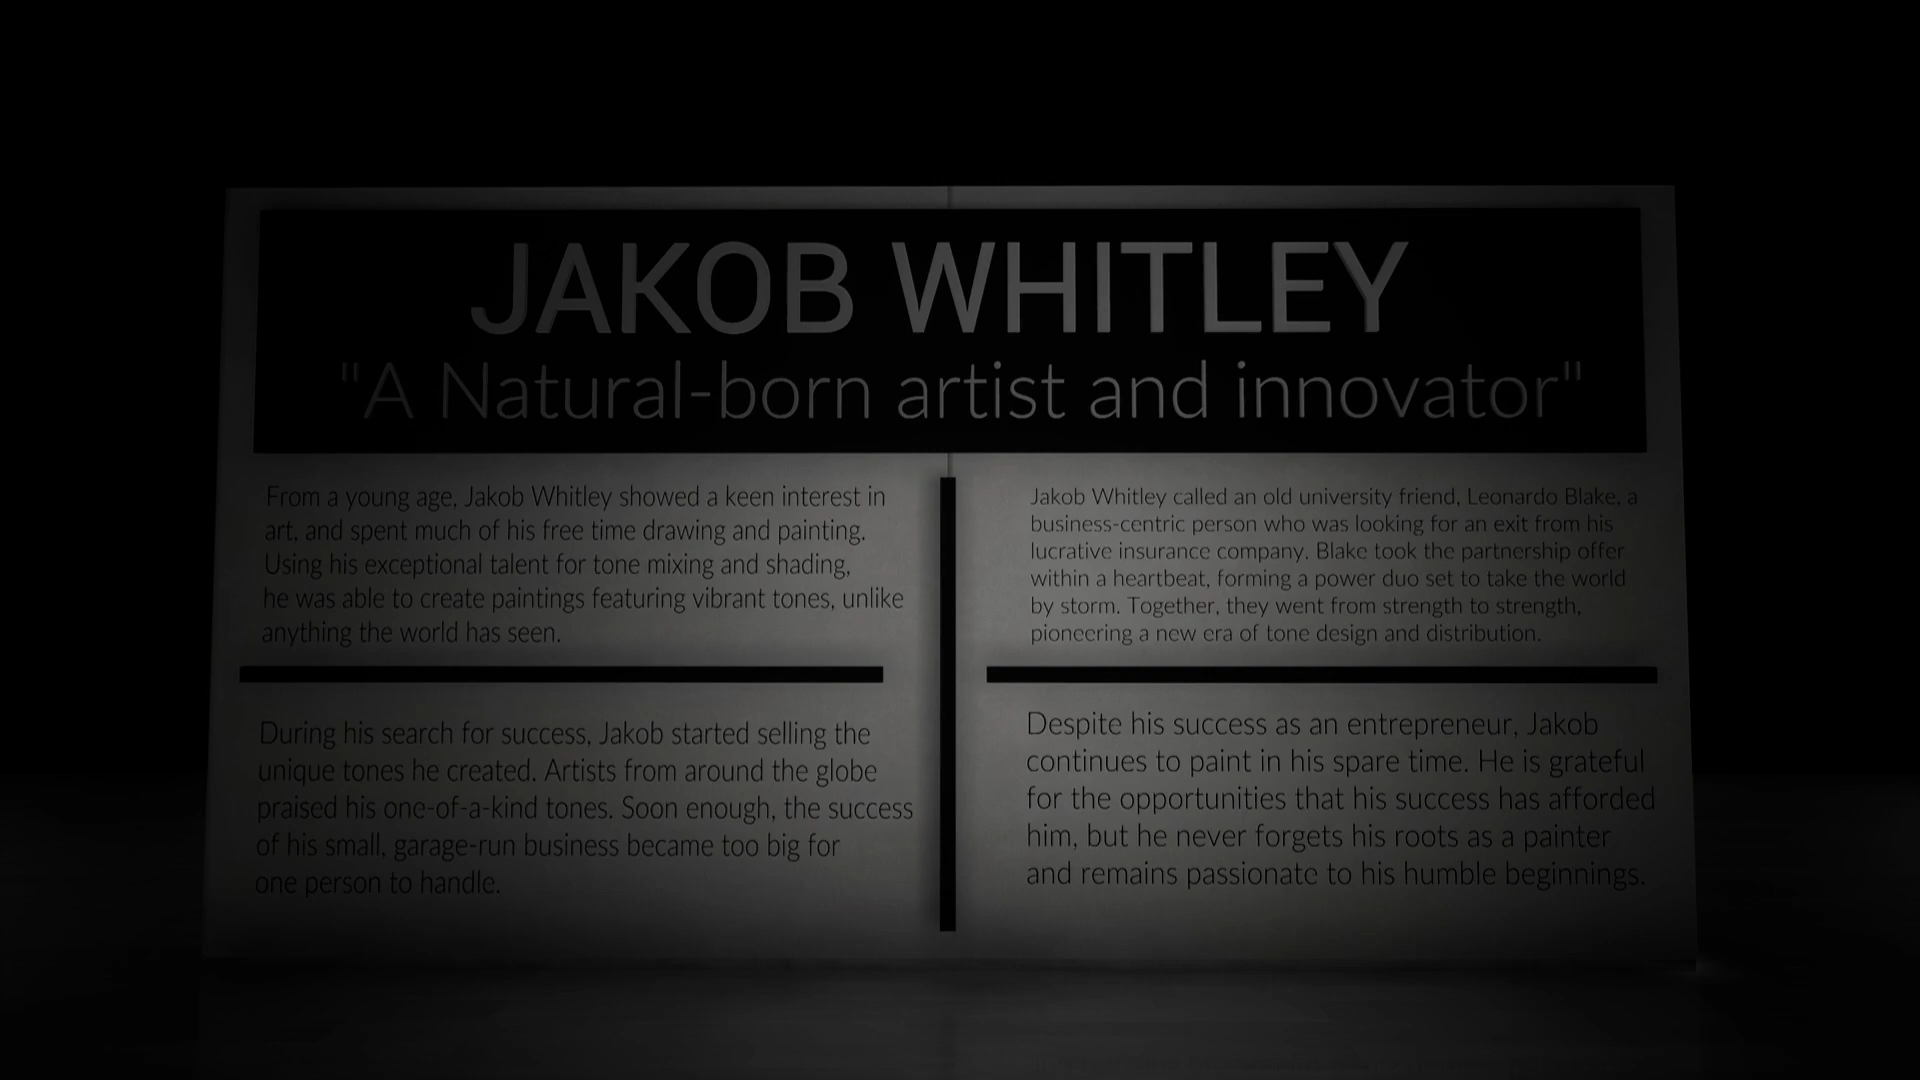 JAKOB WHITLEY
"A Natural-born artist and innovator"
From a young age, Jakob Whitley showed a keen interest in
art, and spent much of his free time drawing and painting.
Using his exceptional talent for tone mixing and shading,
he was able to create paintings featuring vibrant tones, unlike
anything the world has seen.
During his search for success, Jakob started selling the
unique tones he created. Artists from around the globe
praised his one-of-a-kind tones. Soon enough, the success
of his small, garage-run business became too big for
one person to handle.
Jakob Whitley called an old university friend, Leonardo Blake, a
business-centric person who was looking for an exit from his
lucrative insurance company. Blake took the partnership offer
within a heartbeat, forming a power duo set to take the world
by storm. Together, they went from strength to strength,
pioneering a new era of tone design and distribution.
Despite his success as an entrepreneur, Jakob
continues to paint in his spare time. He is grateful
for the opportunities that his success has afforded
him, but he never forgets his roots as a painter
and remains passionate to his humble beginnings.